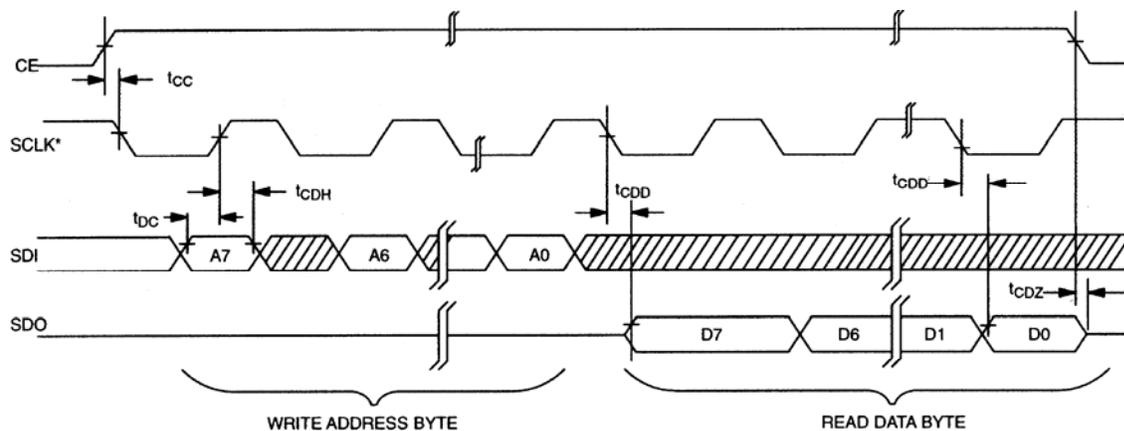 CE
tCC
SCLK*
tCDH
tCDD
tCDD
tDC
SDI
A7
A6
A0
tCDZ
SDO
D7
D6
D1
D0
WRITE ADDRESS BYTE
READ DATA BYTE